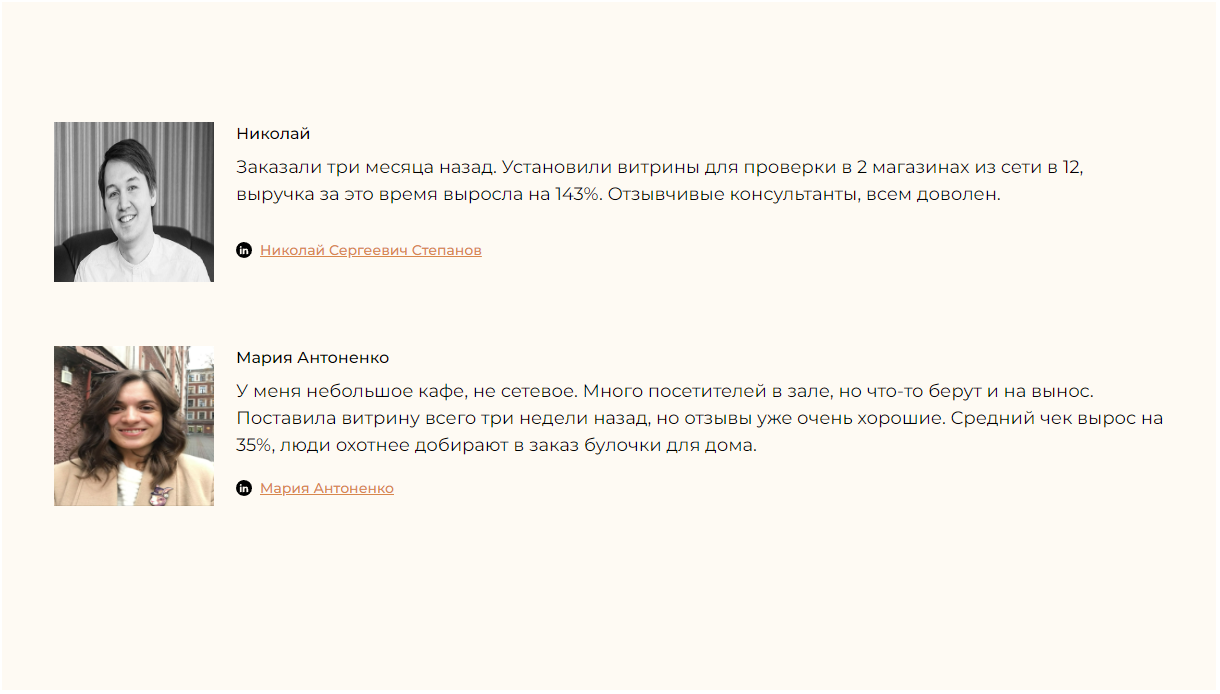 Николай
Заказали три месяца назад. Установили витрины для проверки в 2 магазинах из сети в 12,
выручка за это время выросла на 143%. Отзывчивые консультанты, всем доволен.
in Николай Сергеевич Степанов
Мария Антоненко
У меня небольшое кафе, не сетевое. Много посетителей в зале, но что-то берут и на вынос.
Поставила витрину всего три недели назад, но отзывы уже очень хорошие. Средний чек вырос на
35%, люди охотнее добирают в заказ булочки для дома.
in Мария Антоненко